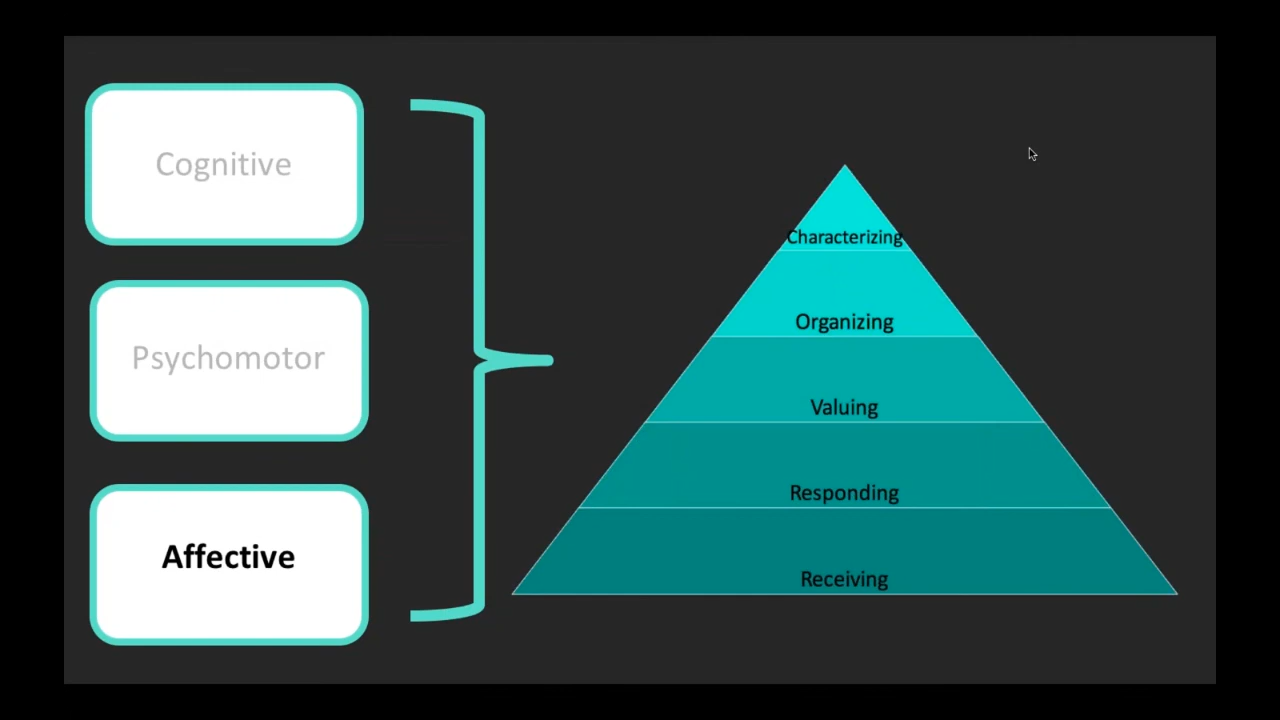 Cognitive
Psychomotor
Affective
Characterizing
Organizing
Valuing
Responding
Receiving